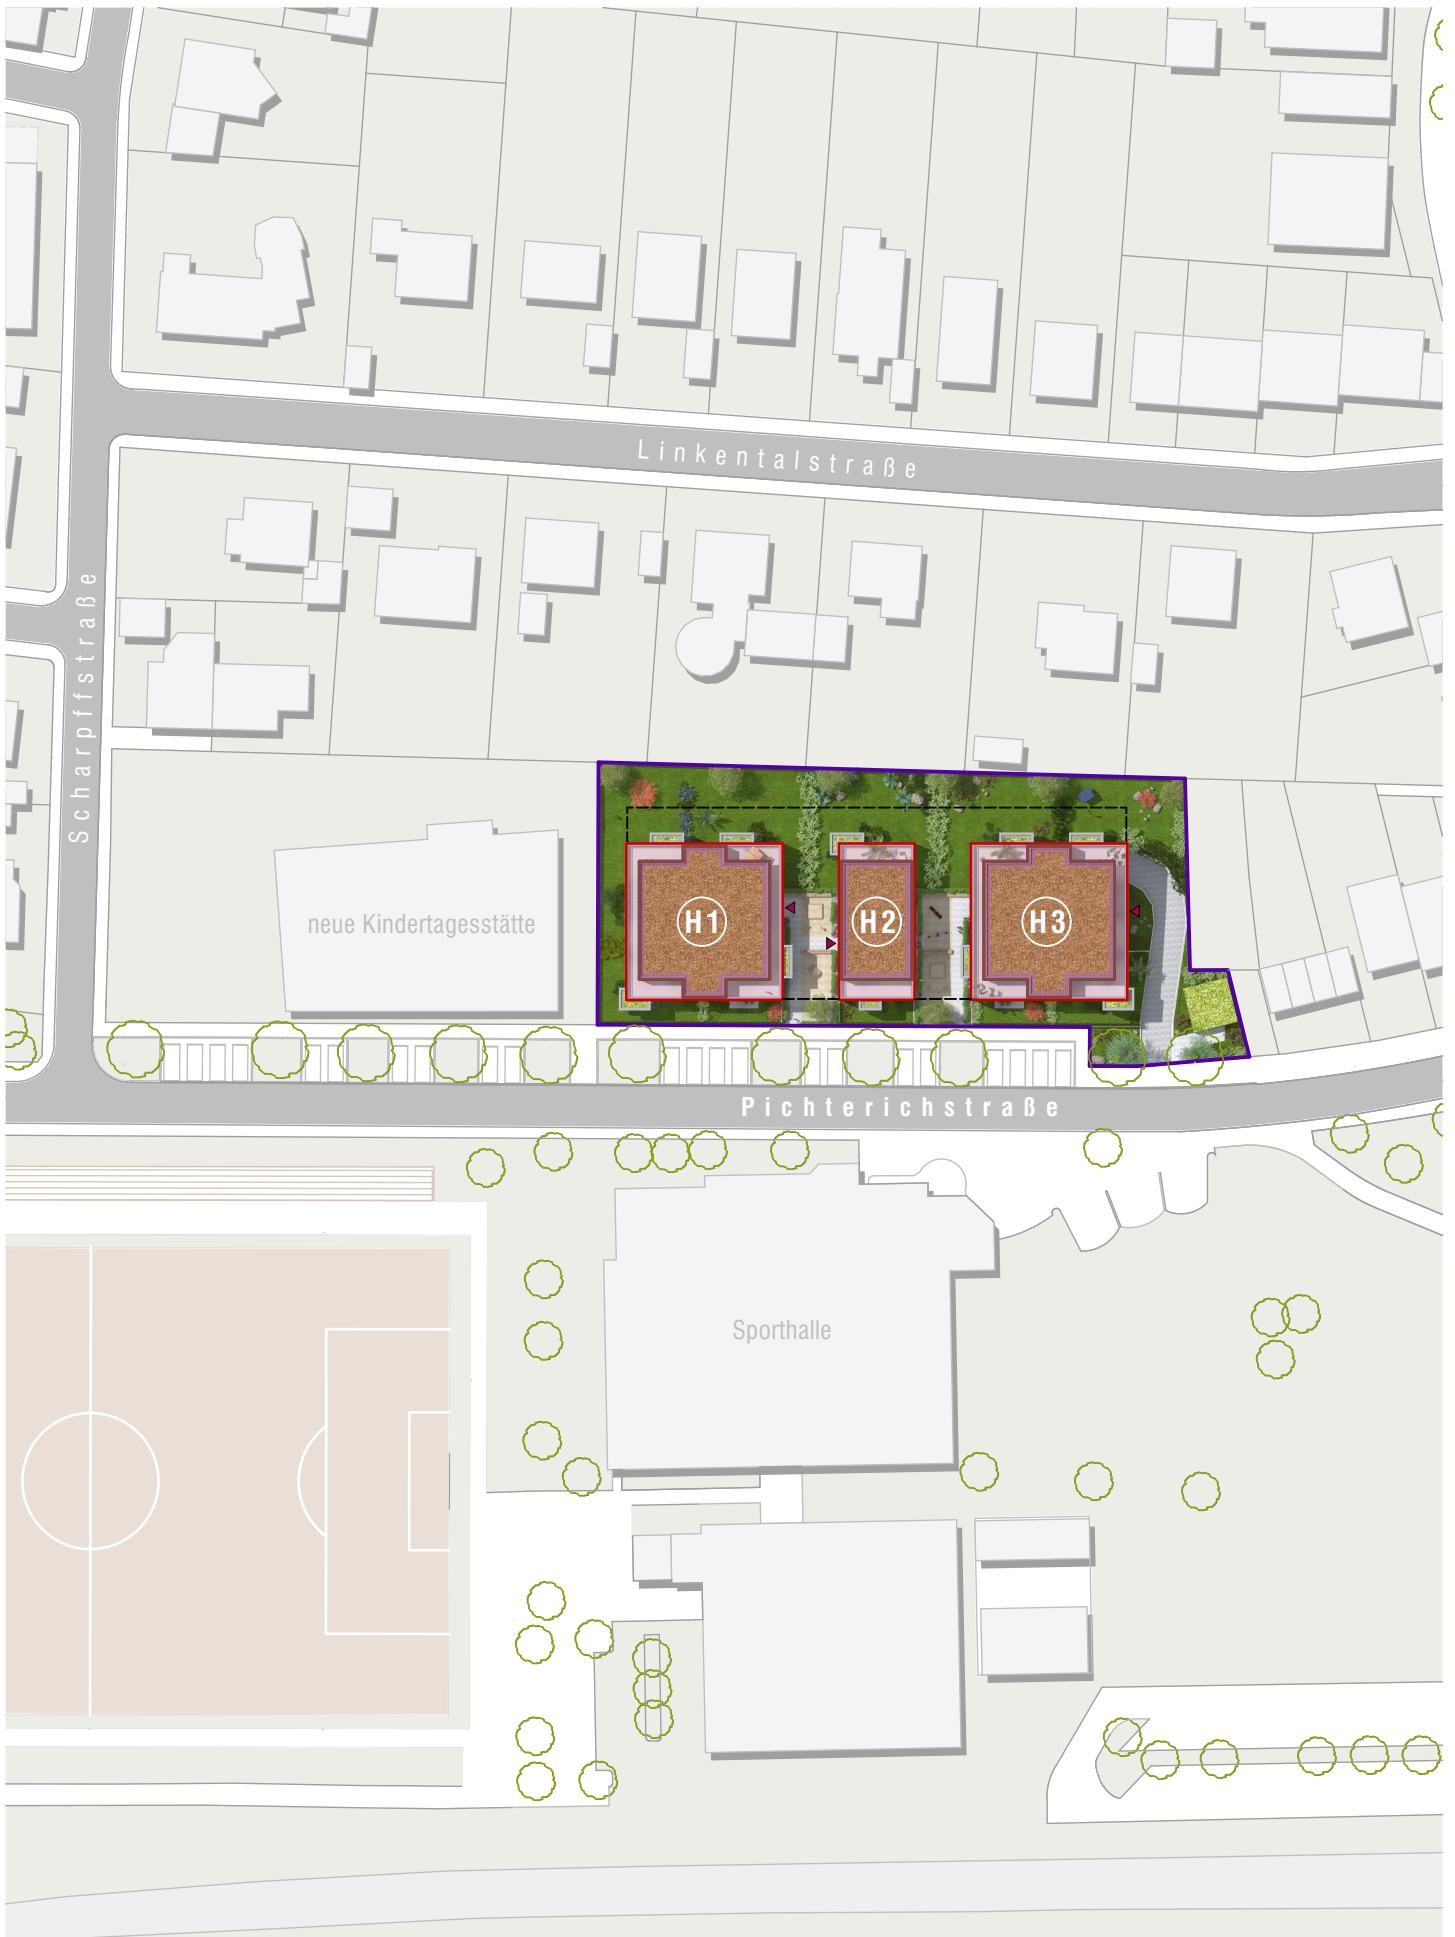 Linkentalstraße
Scharpffstraße
neue Kindertagesstätte
H1
H2
H3
Pichterichstraße
Sporthalle